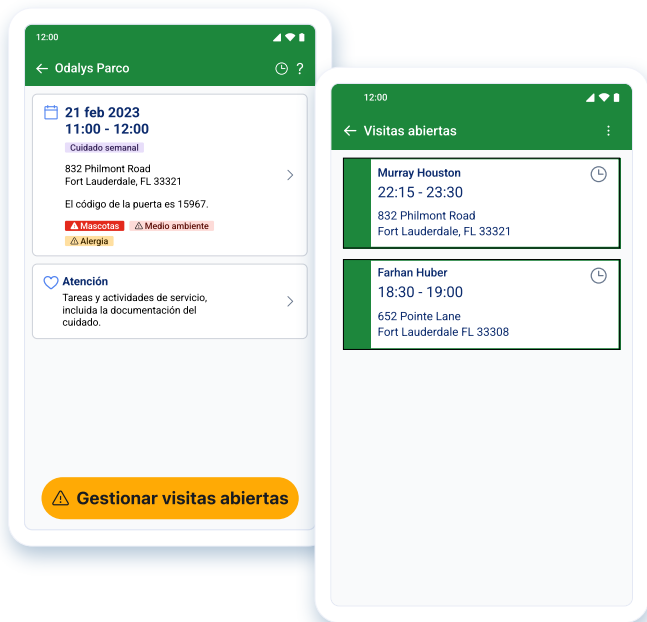 12:00
Odalys Parco
?
21 feb 2023
11:00 - 12:00
Cuidado semanal
832 Philmont Road
Fort Lauderdale, FL 33321
El código de la puerta es 15967.
Mascotas
Medio ambiente
Alergia
Atención
Tareas y actividades de servicio,
incluida la documentación del
cuidado.
Gestionar visitas abiertas
12:00
Visitas abiertas
Murray Houston
22:15 - 23:30
832 Philmont Road
Fort Lauderdale, FL 33321
Farhan Huber
18:30 - 19:00
652 Pointe Lane
Fort Lauderdale FL 33308